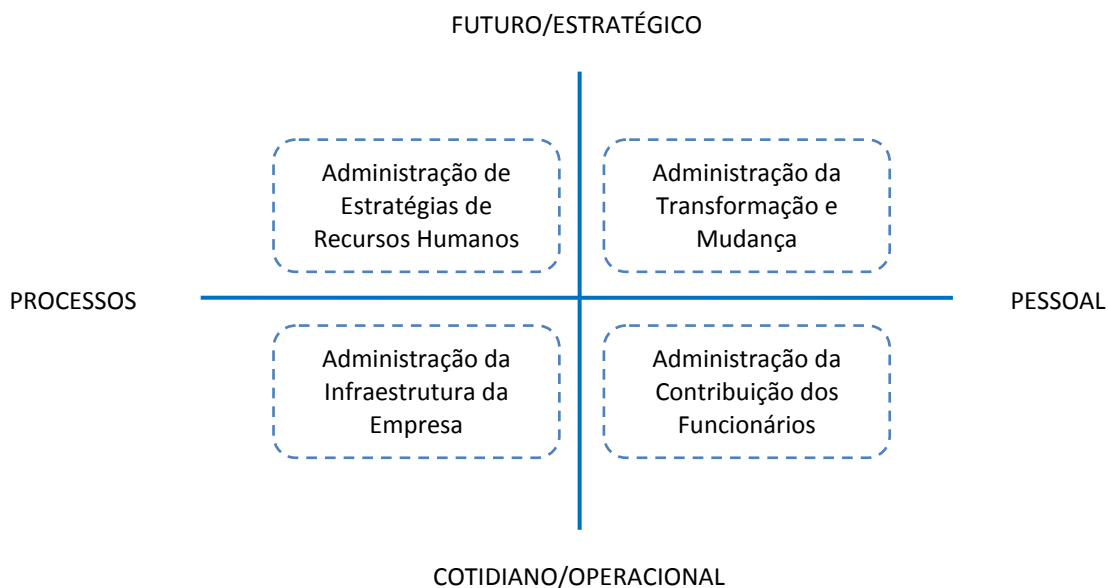 FUTURO/ESTRATÉGICO
Administração de
Estratégias de
Recursos Humanos
Administração da
Transformação e
Mudança
PROCESSOS
PESSOAL
Administração da
Infraestrutura da
Empresa
Administração da
Contribuição dos
Funcionários
COTIDIANO/OPERACIONAL